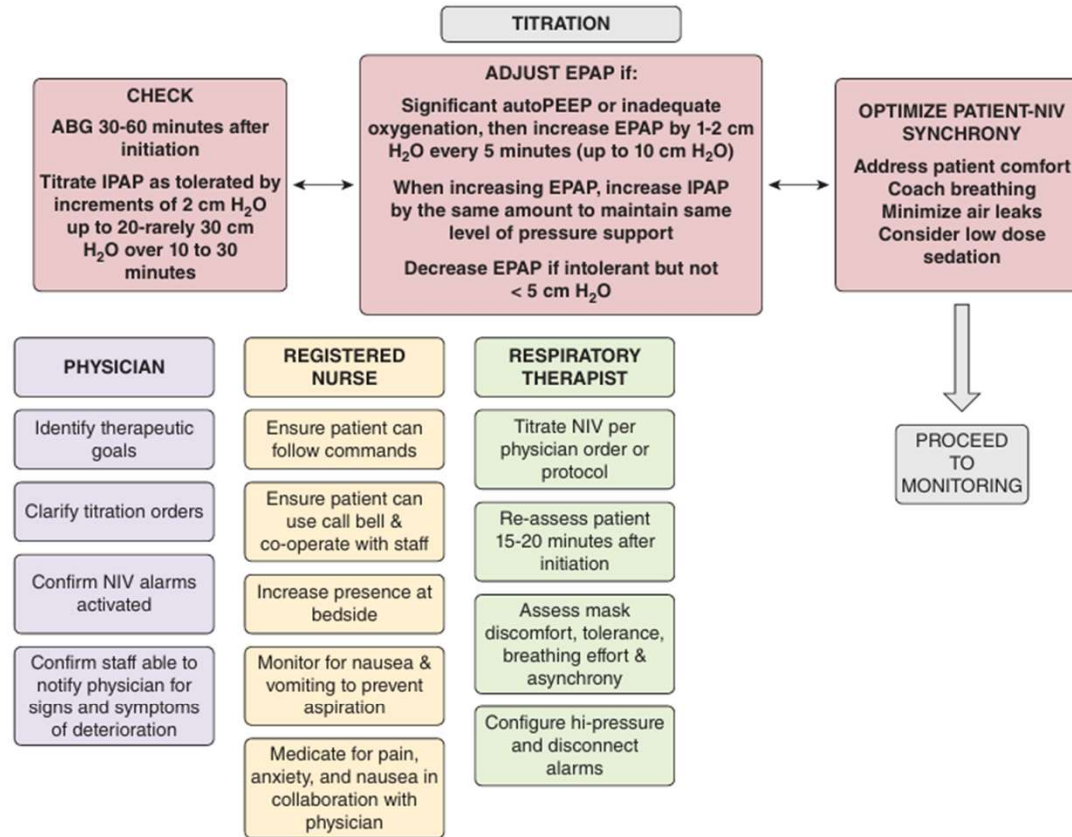 TITRATION
CHECK
ABG 30-60 minutes after
initiation
Titrate IPAP as tolerated by
increments of 2 cm H₂O
up to 20-rarely 30 cm
H₂O over 10 to 30
minutes
ADJUST EPAP if:
Significant autoPEEP or inadequate
oxygenation, then increase EPAP by 1-2 cm
H₂O every 5 minutes (up to 10 cm H₂O)
When increasing EPAP, increase IPAP
by the same amount to maintain same
level of pressure support
Decrease EPAP if intolerant but not
< 5 cm H₂O
OPTIMIZE PATIENT-NIV
SYNCHRONY
Address patient comfort
Coach breathing
Minimize air leaks
Consider low dose
sedation
PROCEED
TO
MONITORING
PHYSICIAN
Identify therapeutic
goals
Clarify titration orders
Confirm NIV alarms
activated
Confirm staff able to
notify physician for
signs and symptoms
of deterioration
REGISTERED
NURSE
Ensure patient can
follow commands
Ensure patient can
use call bell &
co-operate with staff
Increase presence at
bedside
Monitor for nausea &
vomiting to prevent
aspiration
Medicate for pain,
anxiety, and nausea in
collaboration with
physician
RESPIRATORY
THERAPIST
Titrate NIV per
physician order or
protocol
Re-assess patient
15-20 minutes after
initiation
Assess mask
discomfort, tolerance,
breathing effort &
asynchrony
Configure hi-pressure
and disconnect
alarms